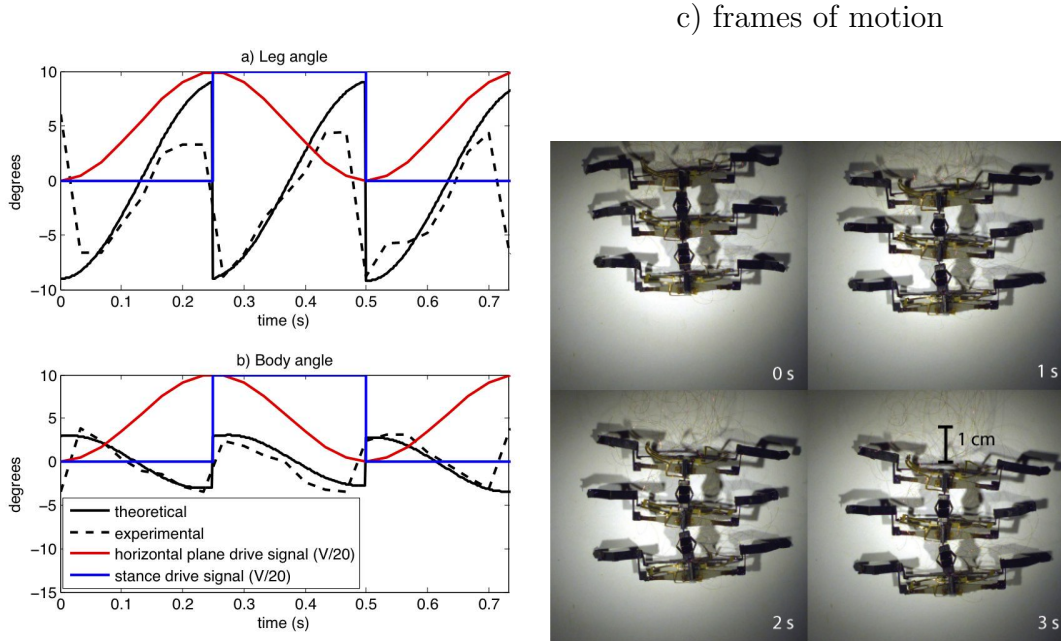 c) frames of motion
a) Leg angle
10
5
0
−5
−10
degrees
0 0.1 0.2 0.3 0.4 0.5 0.6 0.7
time (s)
b) Body angle
10
5
0
−5
−10
−15
degrees
theoretical
experimental
horizontal plane drive signal (V/20)
stance drive signal (V/20)
0 0.1 0.2 0.3 0.4 0.5 0.6 0.7
time (s)
0 s
1 s
2 s
1 cm
3 s